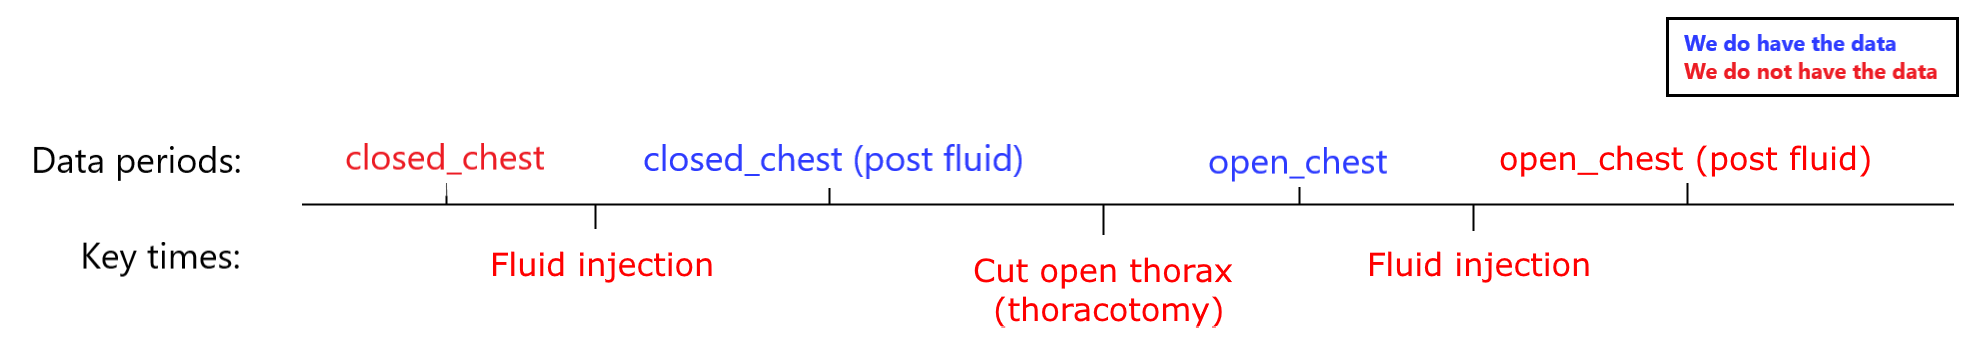 We do have the data
We do not have the data
Data periods:
closed_chest
closed_chest (post fluid)
open_chest
open_chest (post fluid)
Key times:
Fluid injection
Cut open thorax
(thoracotomy)
Fluid injection